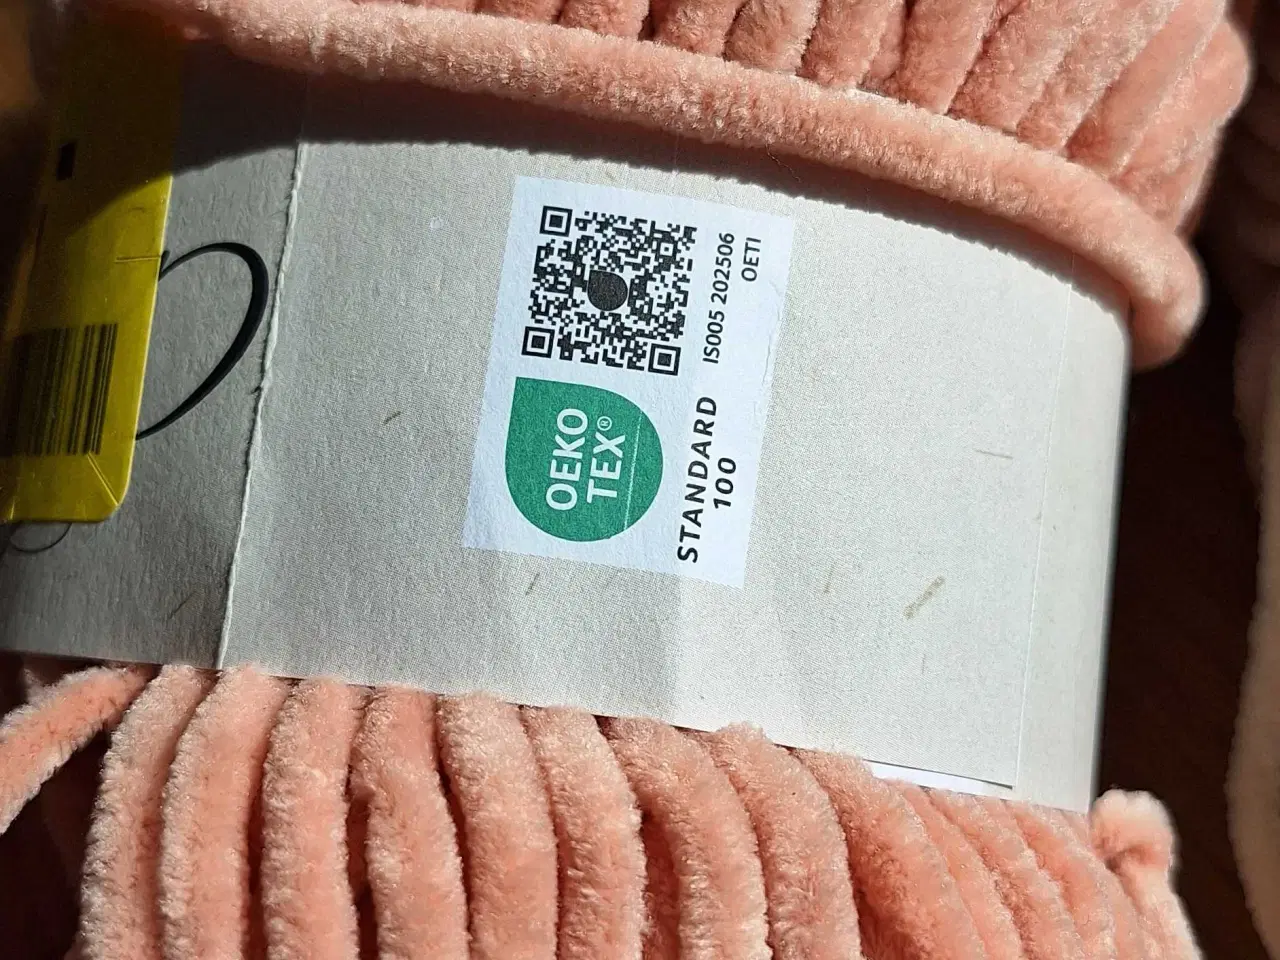 OEKO
TEX®
STANDARD
100
IS005 202506
OETI